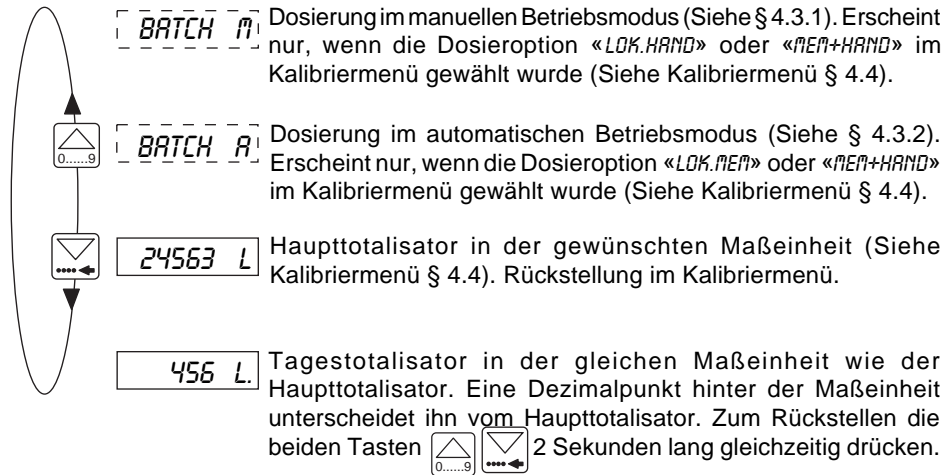 BATCH M Dosierung im manuellen Betriebsmodus (Siehe § 4.3.1). Erscheint
nur, wenn die Dosieroption «LOK.HAND» oder «MEM+HAND» im
Kalibriermenü gewählt wurde (Siehe Kalibriermenü § 4.4).
0......9
BATCH A Dosierung im automatischen Betriebsmodus (Siehe § 4.3.2).
Erscheint nur, wenn die Dosieroption «LOK.MEM» oder «MEM+HAND»
im Kalibriermenü gewählt wurde (Siehe Kalibriermenü § 4.4).
24563 L Haupttotalisator in der gewünschten Maßeinheit (Siehe
Kalibriermenü § 4.4). Rückstellung im Kalibriermenü.
456 L. Tagestotalisator in der gleichen Maßeinheit wie der
Haupttotalisator. Eine Dezimalpunkt hinter der Maßeinheit
unterscheidet ihn vom Haupttotalisator. Zum Rückstellen die
beiden Tasten 0......9 2 Sekunden lang gleichzeitig drücken.